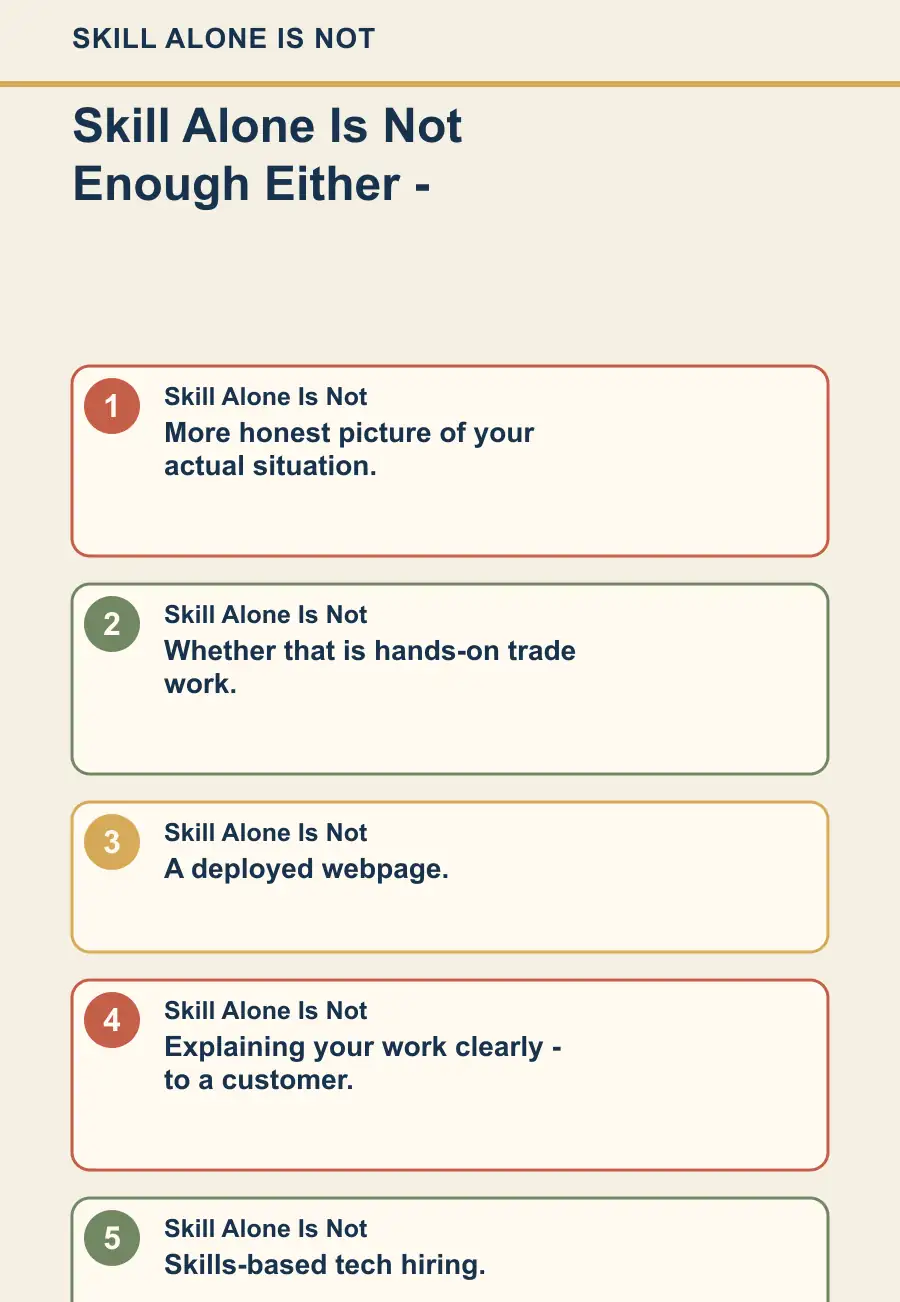 SKILL ALONE IS NOT
Skill Alone Is Not
Enough Either -
1
Skill Alone Is Not
More honest picture of your
actual situation.
2
Skill Alone Is Not
Whether that is hands-on trade
work.
3
Skill Alone Is Not
A deployed webpage.
4
Skill Alone Is Not
Explaining your work clearly -
to a customer.
5
Skill Alone Is Not
Skills-based tech hiring.